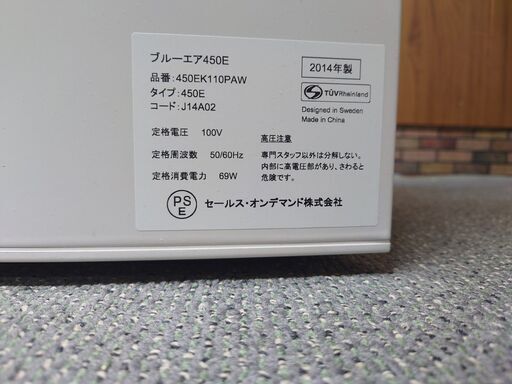 ブルーエア450E
2014年製
品番:450EK110PAW
タイプ:450E
コード:J14A02
TÜVRheinland
Designed in Sweden
Made in China
定格電圧 100V
定格周波数 50/60Hz
定格消費電力 69W
高圧注意
専門スタッフ以外は分解しない。
内部に高電圧部があり、さわると
危険です。
PS
E
セールス・オンデマンド株式会社